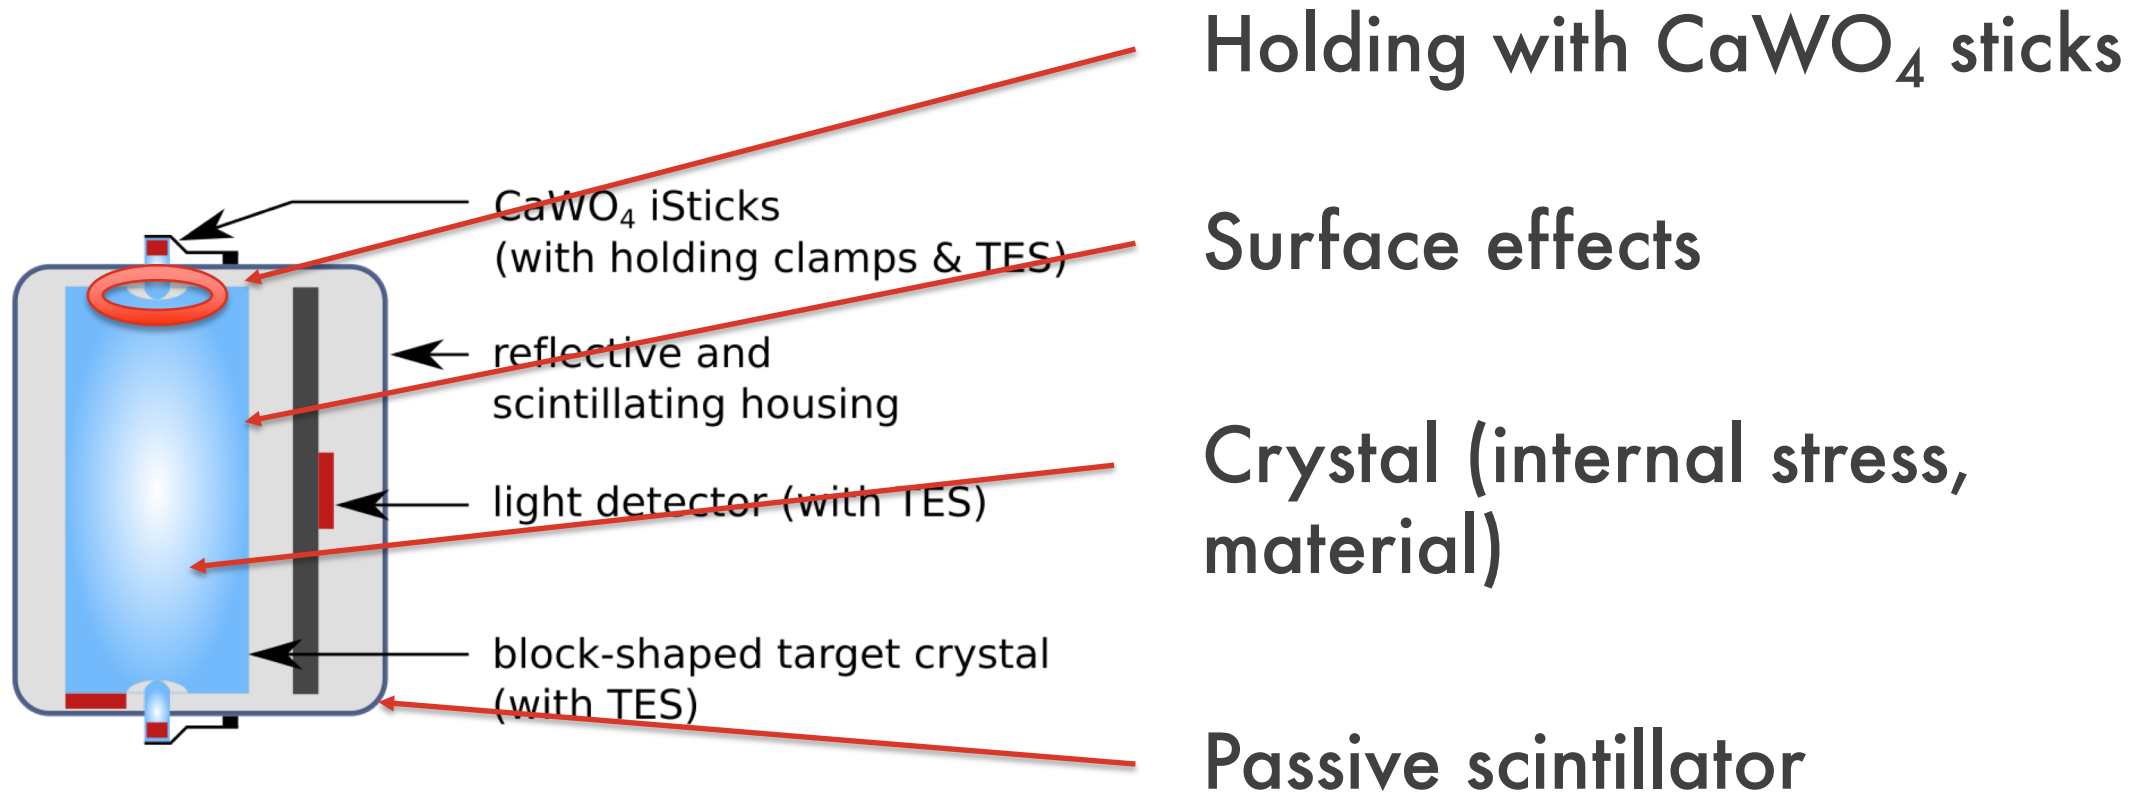 Holding with CaWO₄ sticks
CaWO₄ iSticks
(with holding clamps & TES)
Surface effects
reflective and
scintillating housing
Crystal (internal stress,
material)
light detector (with TES)
block-shaped target crystal
(with TES)
Passive scintillator